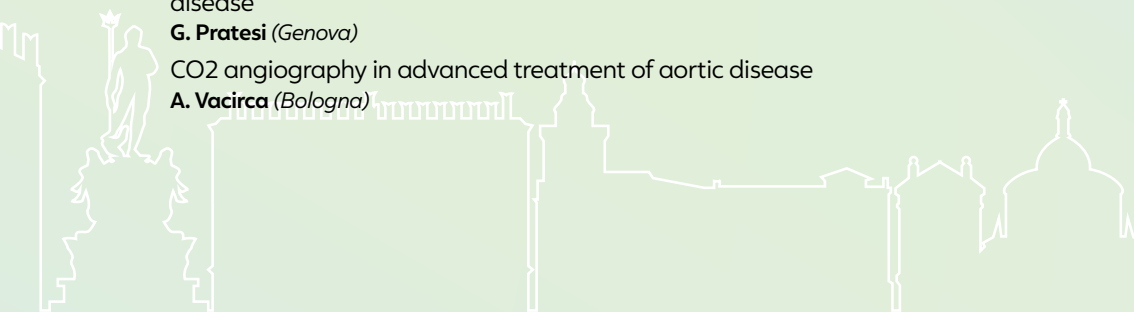 disease
G. Pratesi (Genova)
CO2 angiography in advanced treatment of aortic disease
A. Vacirca (Bologna)